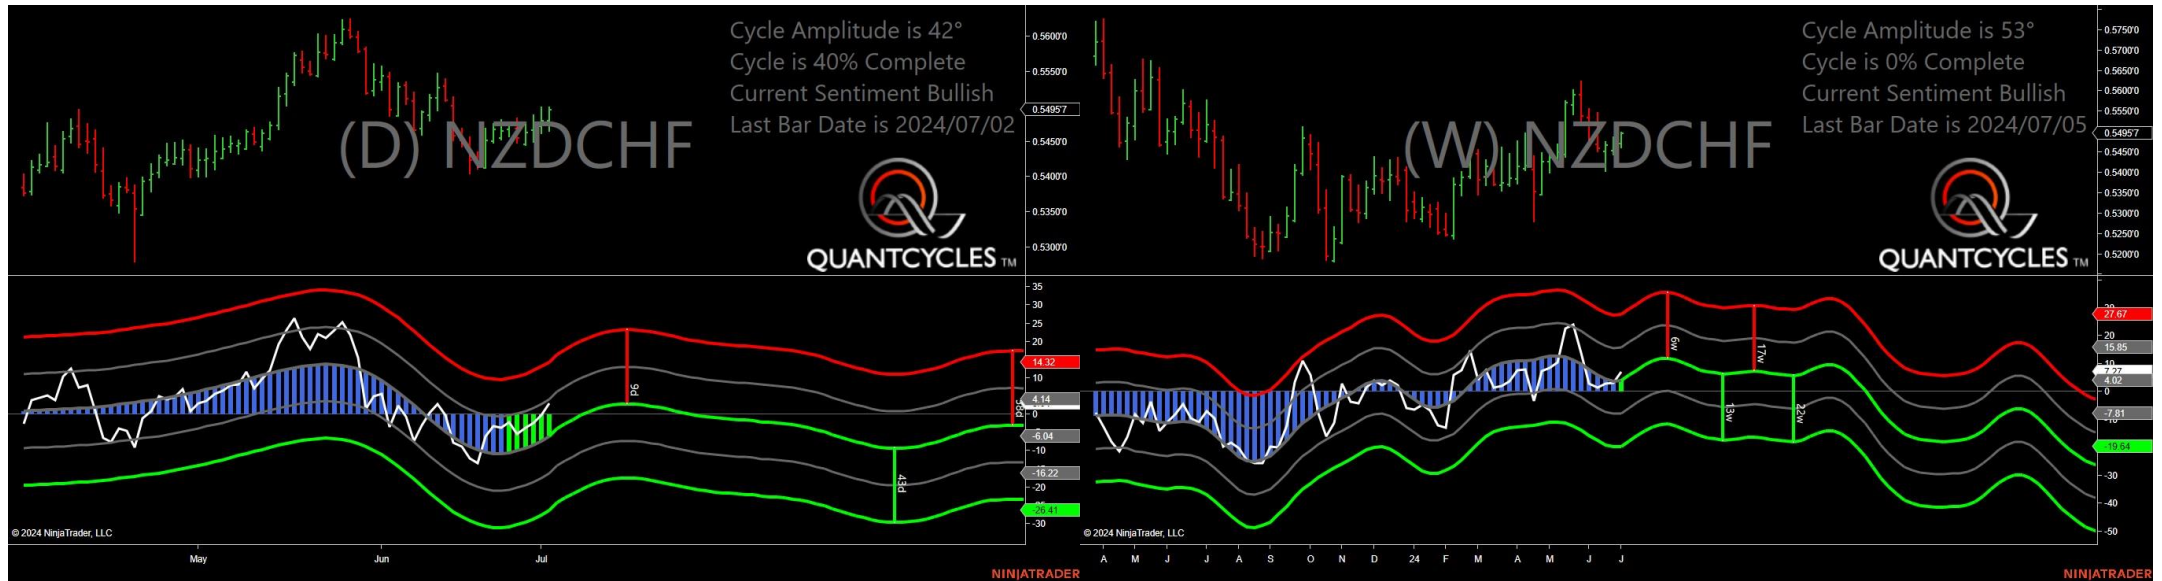 Cycle Amplitude is 42°
Cycle is 40% Complete
Current Sentiment Bullish
Last Bar Date is 2024/07/02
(D) NZDCHF
QUANTCYCLES TM
0.5600'0
0.5550'0
0.5495'7
0.5450'0
0.5400'0
0.5350'0
0.5300'0
35
30
25
20
14.32
10
4.14
0
-6.04
-10
-16.22
-20
-26.41
-30
9d
43d
98d
© 2024 NinjaTrader, LLC
May
Jun
Jul
NINJATRADER
Cycle Amplitude is 53°
Cycle is 0% Complete
Current Sentiment Bullish
Last Bar Date is 2024/07/05
(W) NZDCHF
QUANTCYCLES TM
0.5750'0
0.5700'0
0.5650'0
0.5600'0
0.5550'0
0.5495'7
0.5450'0
0.5400'0
0.5350'0
0.5300'0
0.5250'0
0.5200'0
27.67
20
15.85
10
7.27
4.02
0
-7.81
-19.64
-30
-40
-50
6w
17w
13w
22w
© 2024 NinjaTrader, LLC
A M J J A S O N D 24 F M A M J J
NINJATRADER